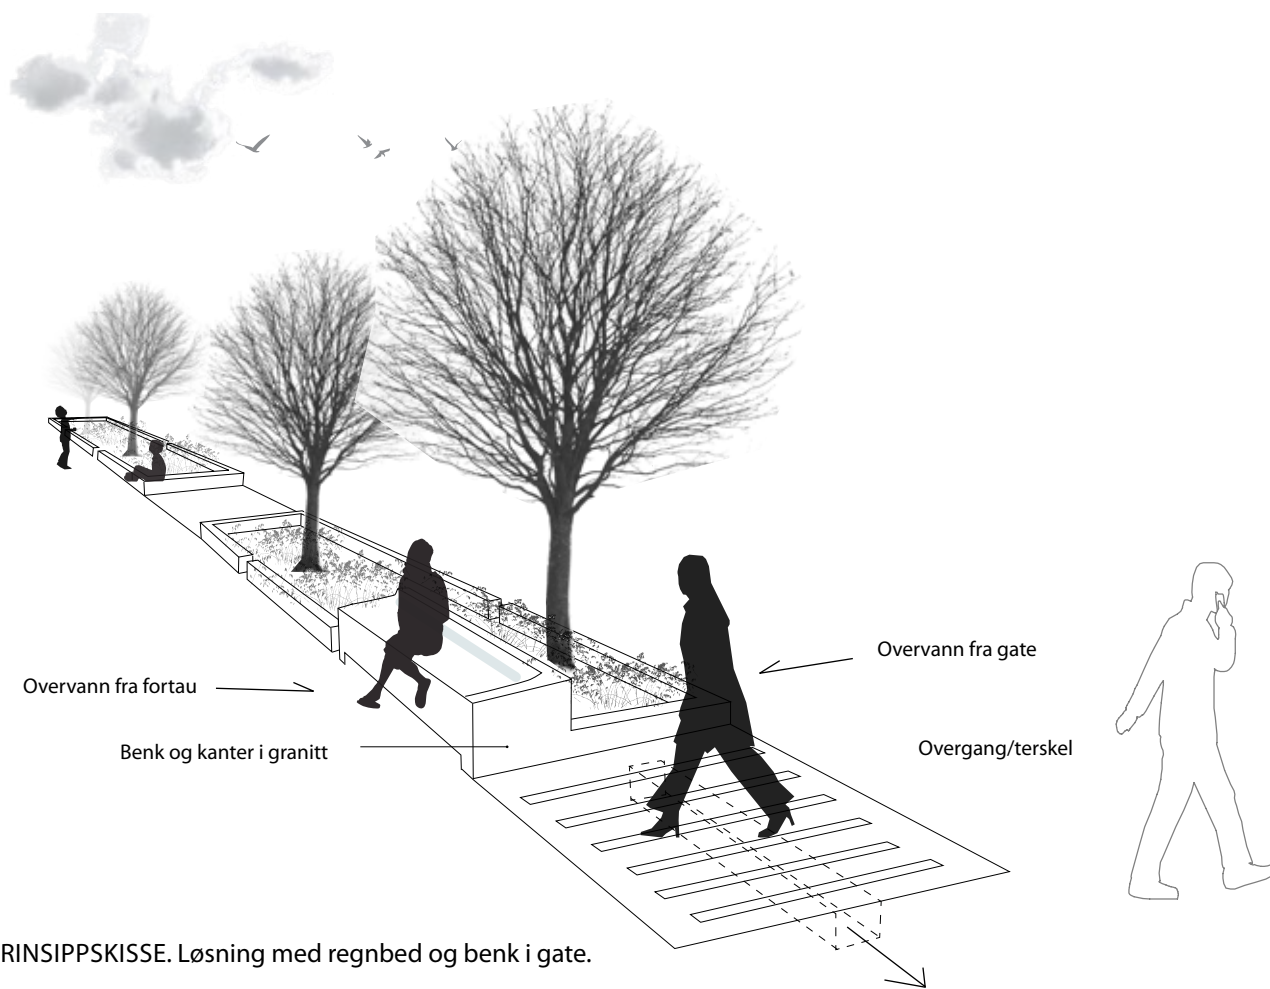 Overvann fra gate
Overvann fra fortau
Overgang/terskel
Benk og kanter i granitt
RINSIPPSKISSE. Løsning med regnbed og benk i gate.